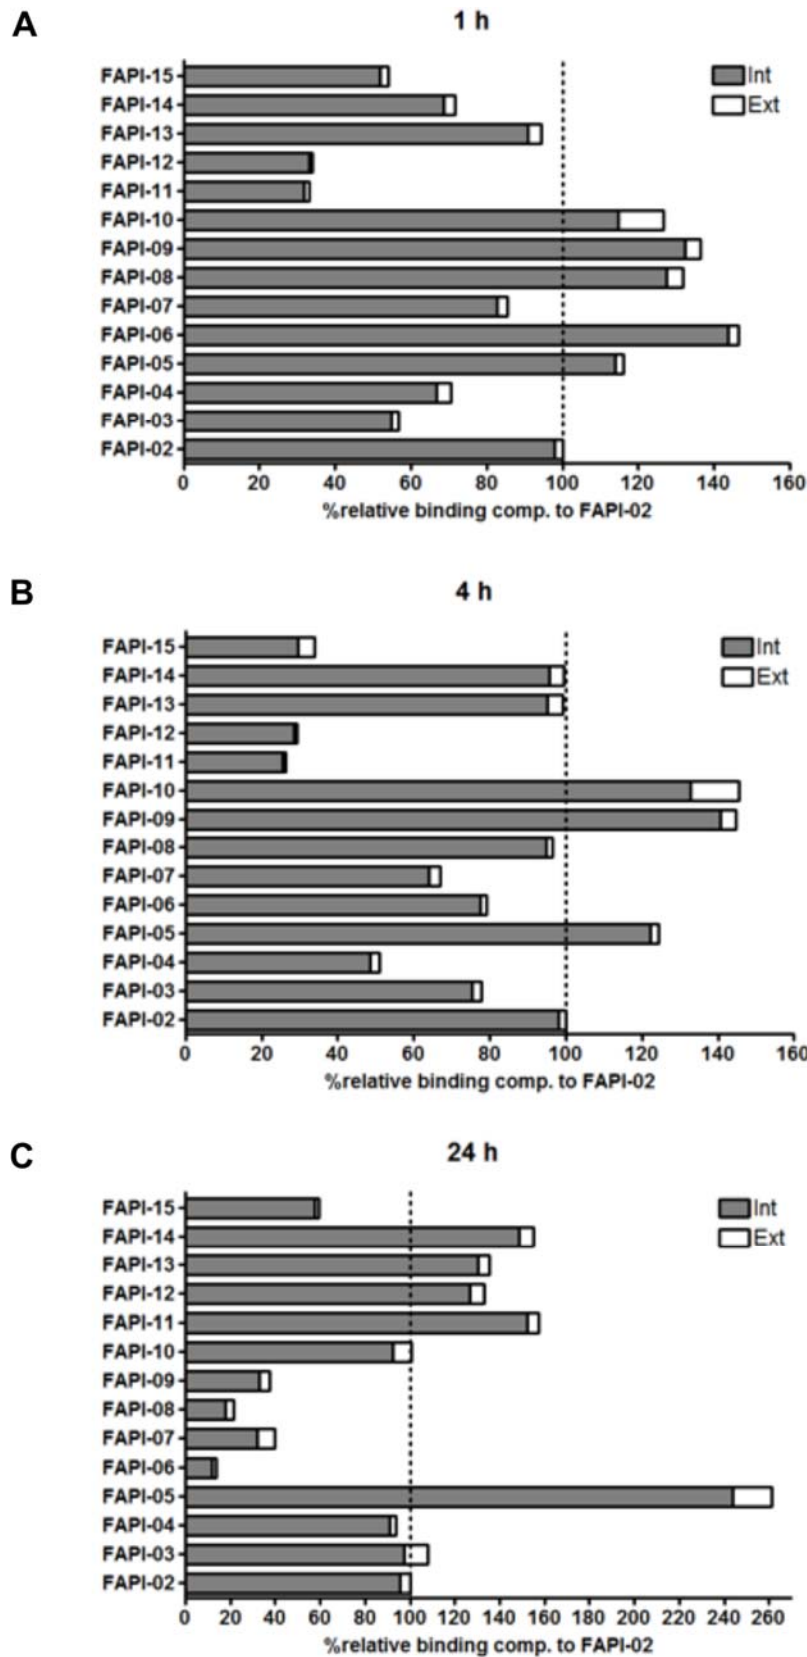 A
1 h
FAPI-15
Int
FAPI-14
Ext
FAPI-13
FAPI-12
FAPI-11
FAPI-10
FAPI-09
FAPI-08
FAPI-07
FAPI-06
FAPI-05
FAPI-04
FAPI-03
FAPI-02
0 20 40 60 80 100 120 140 160
%relative binding comp. to FAPI-02
B
4 h
FAPI-15
Int
FAPI-14
Ext
FAPI-13
FAPI-12
FAPI-11
FAPI-10
FAPI-09
FAPI-08
FAPI-07
FAPI-06
FAPI-05
FAPI-04
FAPI-03
FAPI-02
0 20 40 60 80 100 120 140 160
%relative binding comp. to FAPI-02
C
24 h
FAPI-15
Int
FAPI-14
Ext
FAPI-13
FAPI-12
FAPI-11
FAPI-10
FAPI-09
FAPI-08
FAPI-07
FAPI-06
FAPI-05
FAPI-04
FAPI-03
FAPI-02
0 20 40 60 80 100 120 140 160 180 200 220 240 260
%relative binding comp. to FAPI-02